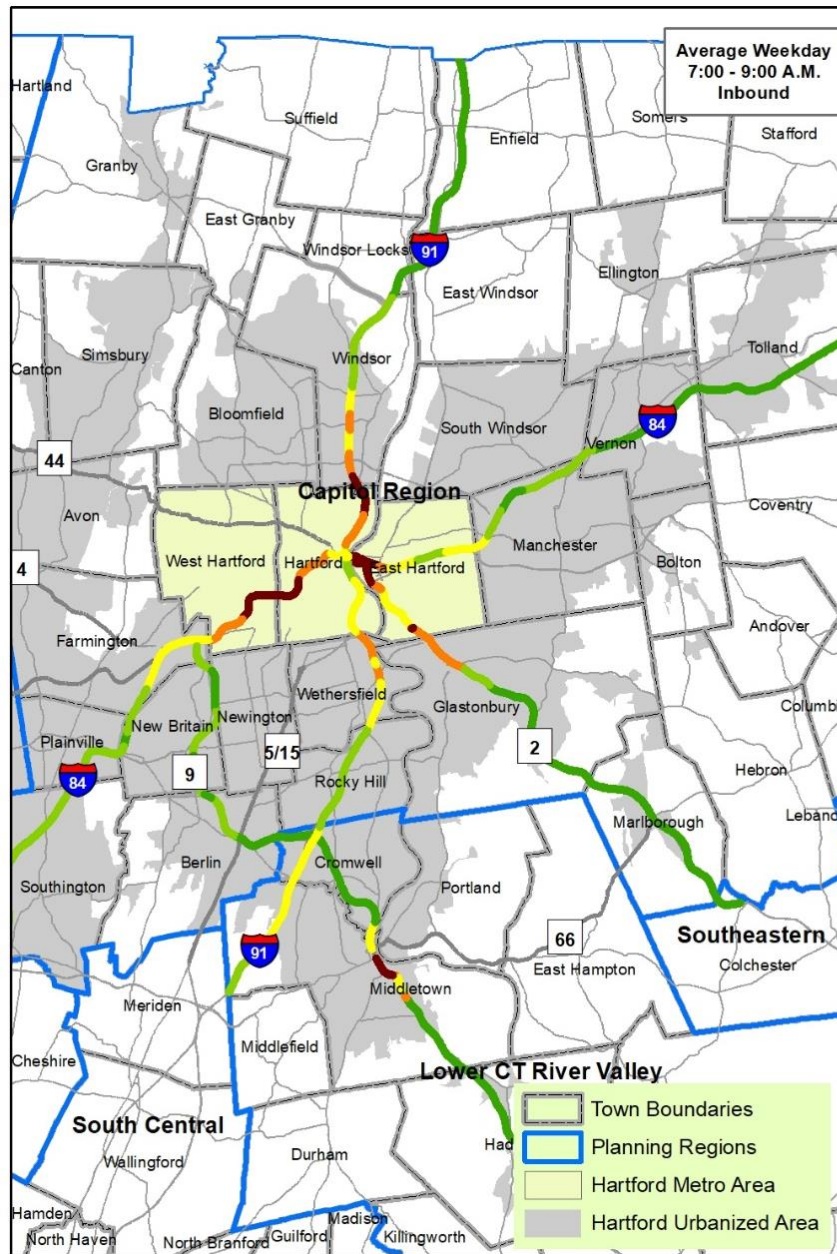 Average Weekday
7:00 - 9:00 A.M.
Inbound
Hartland
Suffield
Enfield
Somers
Stafford
Granby
East Granby
Windsor Locks
91
East Windsor
Ellington
Tolland
Canton
Simsbury
Windsor
Bloomfield
South Windsor
84
Vernon
44
Capitol Region
Avon
Coventry
4
West Hartford
Hartford
East Hartford
Manchester
Bolton
Farmington
Andover
Wethersfield
Glastonbury
Newington
New Britain
Plainville
5/15
2
84
9
Rocky Hill
Hebron
Marlborough
Berlin
Cromwell
Southington
Portland
91
66
Southeastern
Colchester
East Hampton
Middletown
Meriden
Middlefield
Cheshire
Lower CT River Valley
South Central
Had
Durham
Wallingford
Hamden
North Haven
North Branford
Guilford
Madison
Killingworth
Town Boundaries
Planning Regions
Hartford Metro Area
Hartford Urbanized Area